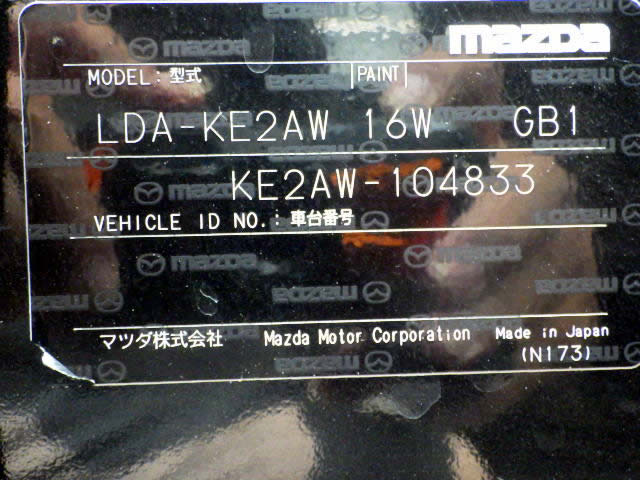 mazda
MODEL: 型式 PAINT
LDA-KE2AW 16W GB1
KE2AW-104833
VEHICLE ID NO.: 車台番号
マツダ株式会社 Mazda Motor Corporation Made in Japan
(N173)